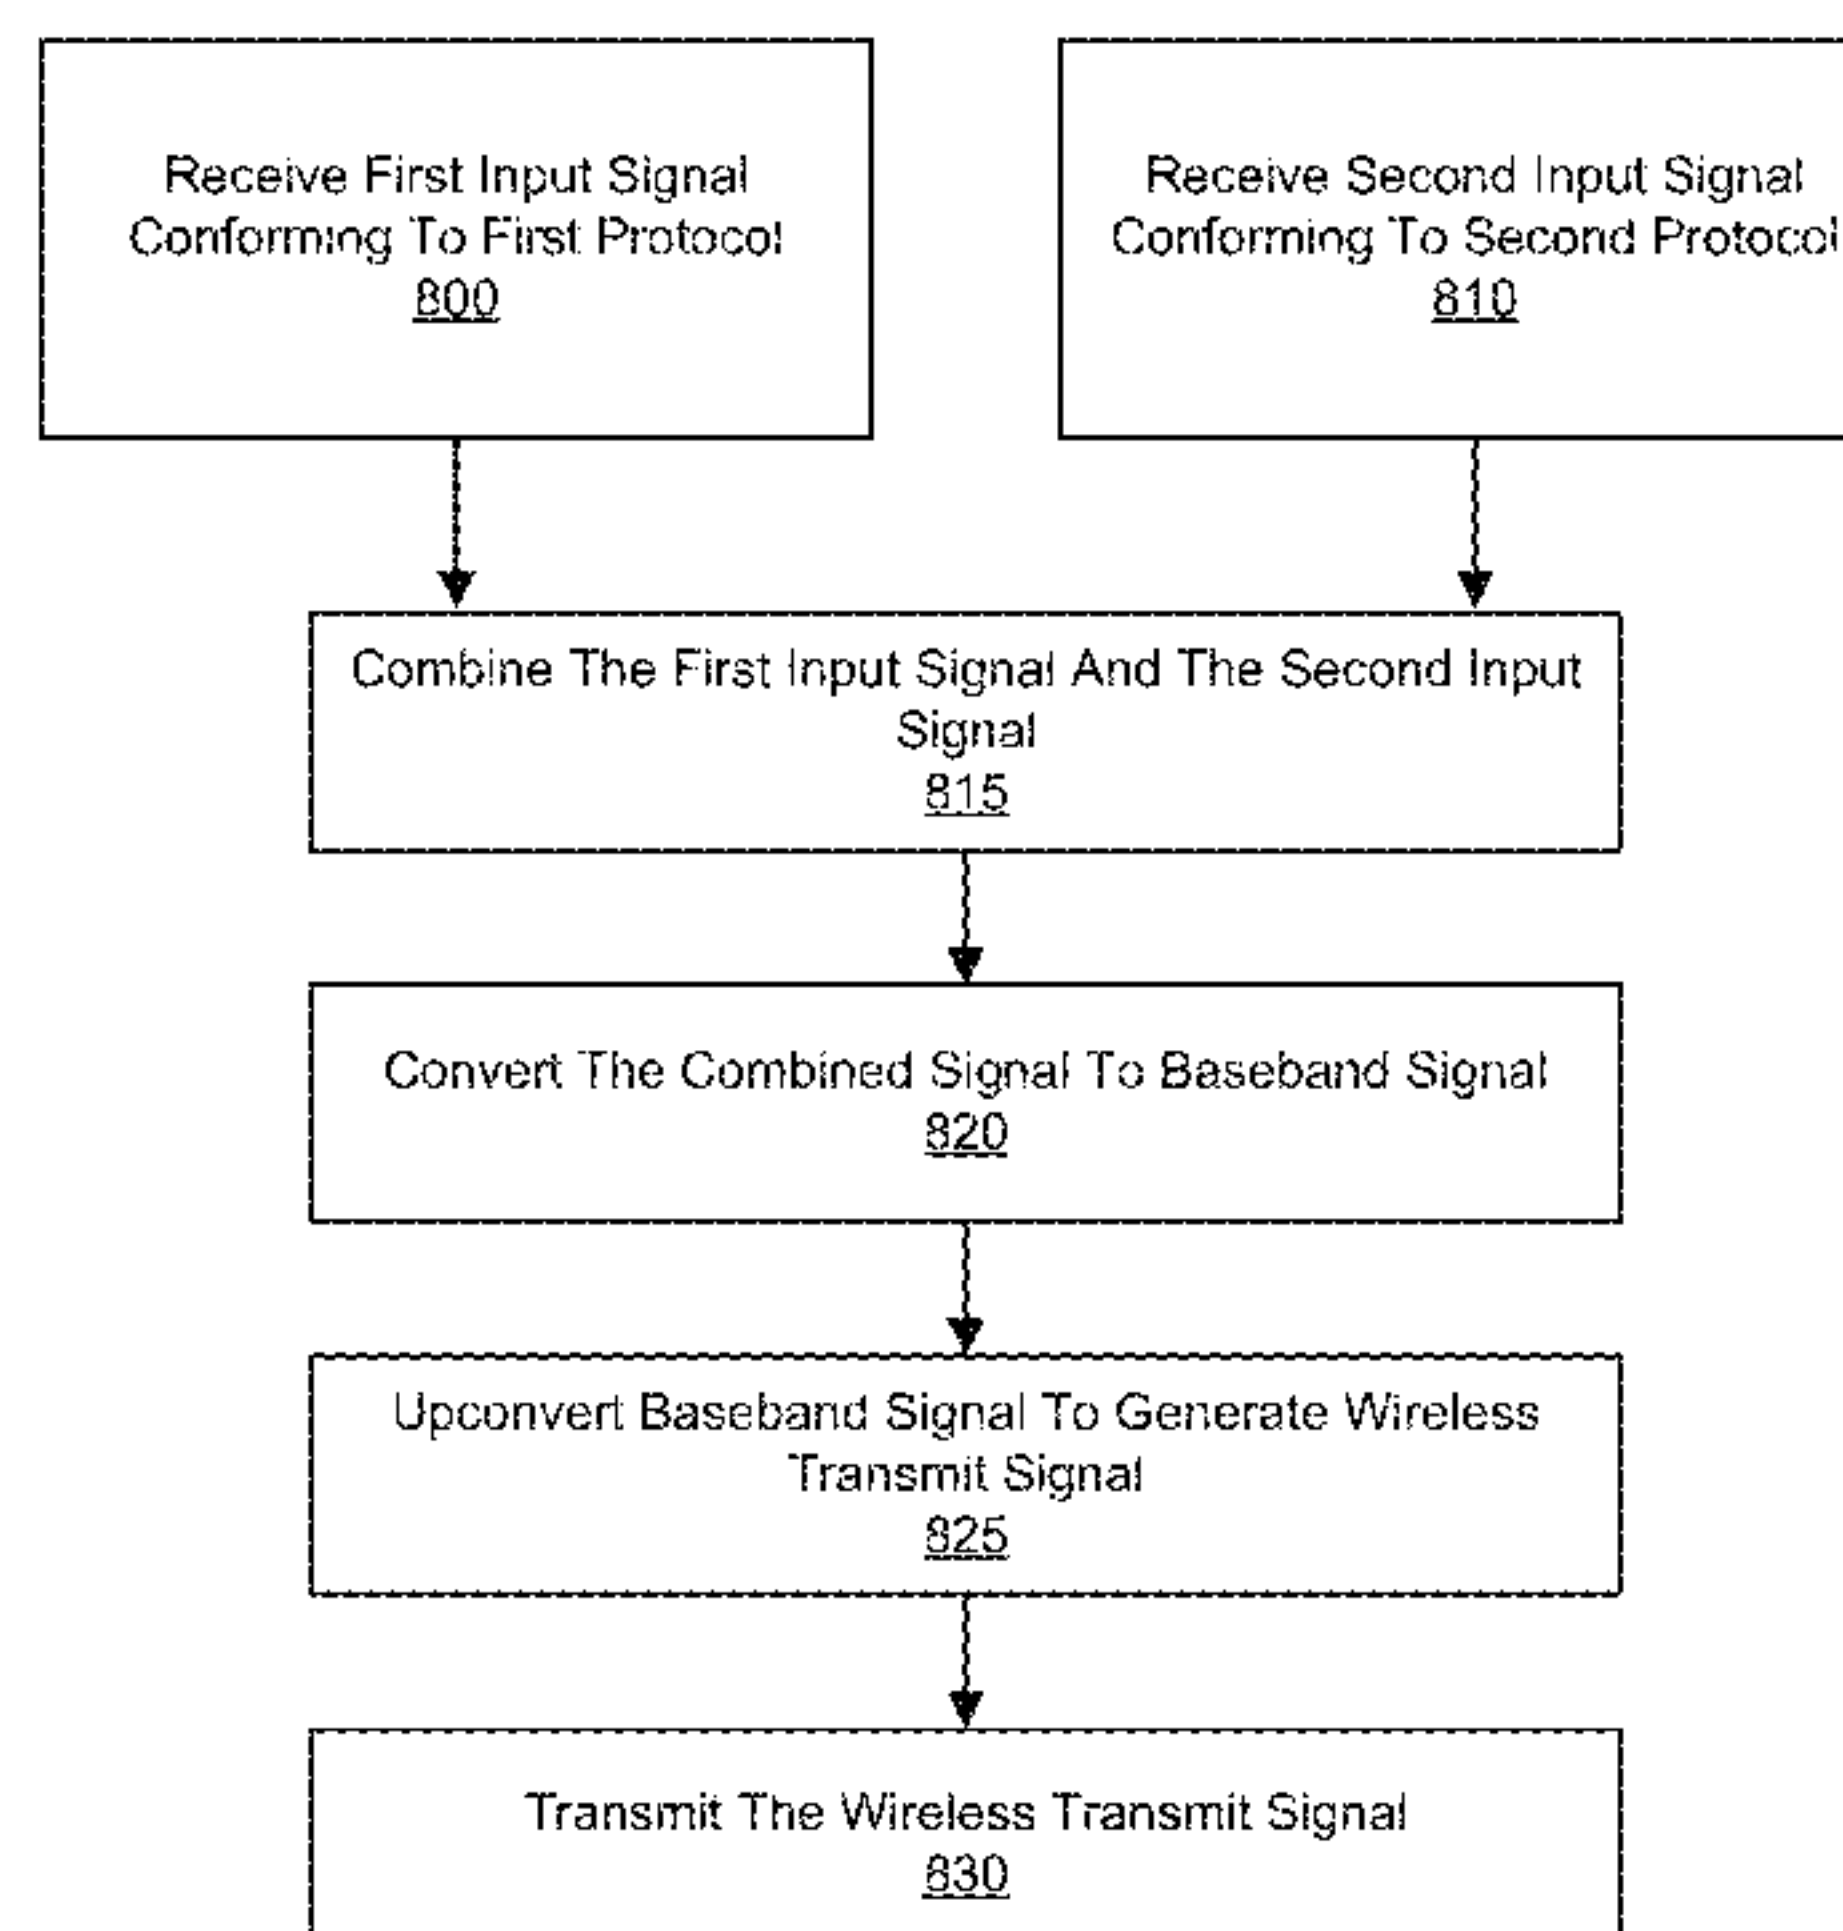 Receive First Input Signal
Conforming To First Protocol
800
Receive Second Input Signal
Conforming To Second Protocol
810
Combine The First Input Signal And The Second Input
Signal
815
Convert The Combined Signal To Baseband Signal
820
Upconvert Baseband Signal To Generate Wireless
Transmit Signal
825
Transmit The Wireless Transmit Signal
830